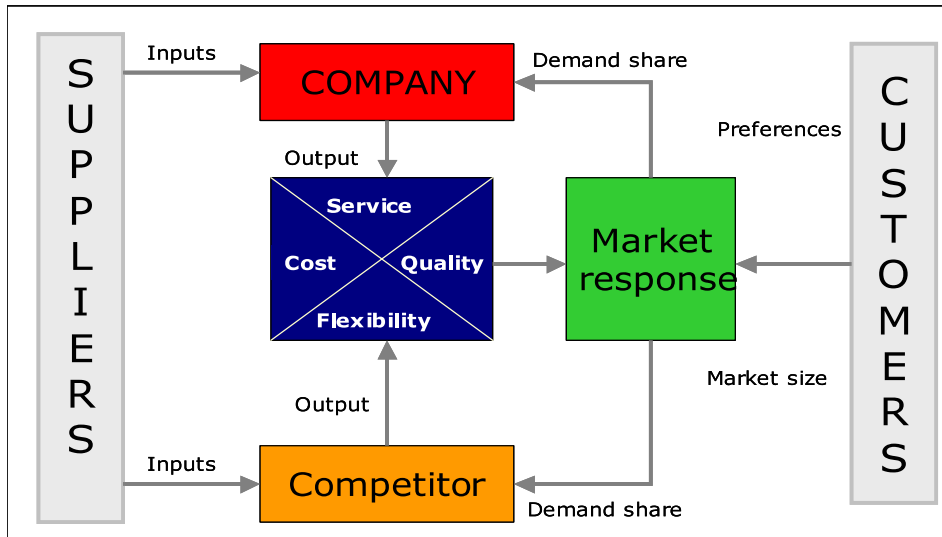 SUPPLIERS
Inputs
COMPANY
Demand share
CUSTOMERS
Preferences
Output
Service
Cost
Quality
Flexibility
Market
response
Market size
Output
Inputs
Competitor
Demand share